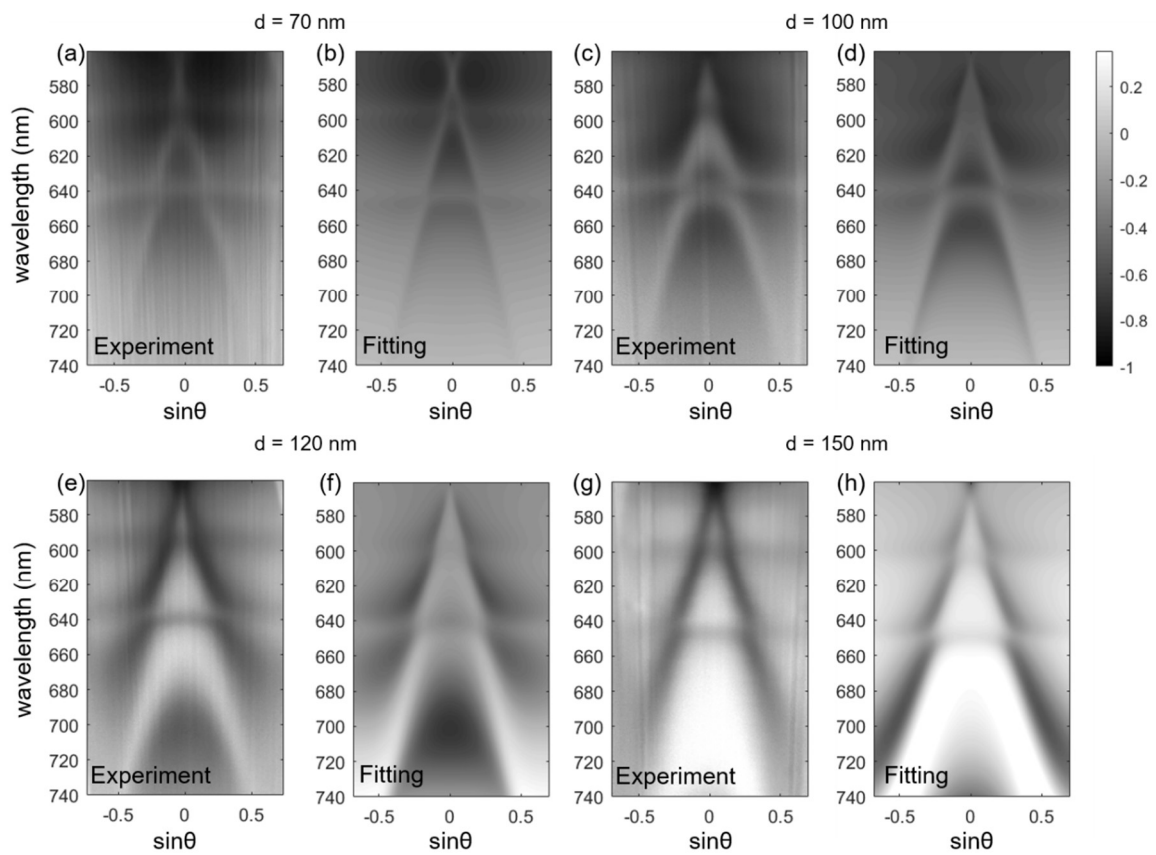 d = 70 nm
d = 100 nm
(a)
(b)
(c)
(d)
wavelength (nm)
580
600
620
640
660
680
700
720
740
580
600
620
640
660
680
700
720
740
580
600
620
640
660
680
700
720
740
580
600
620
640
660
680
700
720
740
0.2
0
-0.2
-0.4
-0.6
-0.8
-1
Experiment
Fitting
Experiment
Fitting
-0.5 0 0.5
-0.5 0 0.5
-0.5 0 0.5
-0.5 0 0.5
sinθ
sinθ
sinθ
sinθ
d = 120 nm
d = 150 nm
(e)
(f)
(g)
(h)
wavelength (nm)
580
600
620
640
660
680
700
720
740
580
600
620
640
660
680
700
720
740
580
600
620
640
660
680
700
720
740
580
600
620
640
660
680
700
720
740
Experiment
Fitting
Experiment
Fitting
-0.5 0 0.5
-0.5 0 0.5
-0.5 0 0.5
-0.5 0 0.5
sinθ
sinθ
sinθ
sinθ